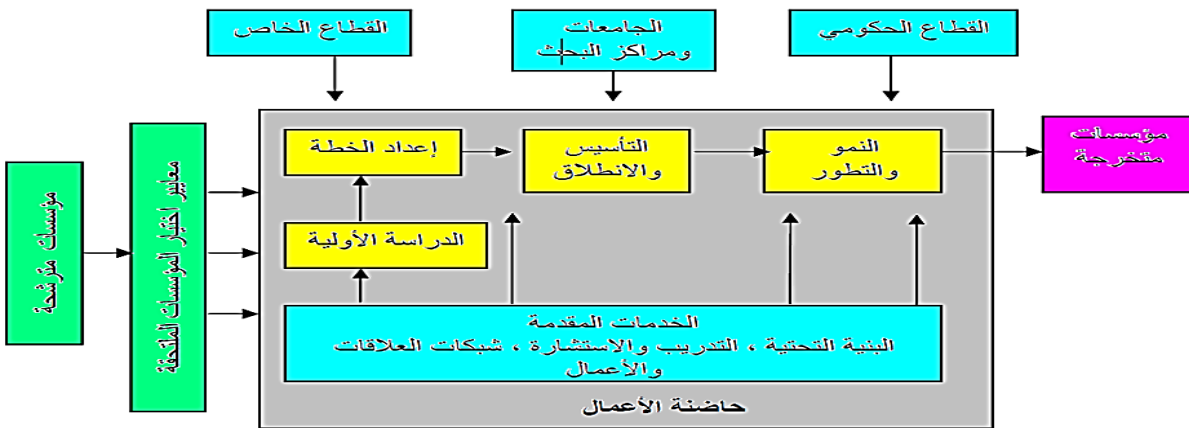 القطاع الحكومي
الجامعات
ومراكز البحث
القطاع الخاص
مؤسسات
متخرجة
النمو
والتطور
التأسيس
والانطلاق
إعداد الخطة
الدراسة الأولية
معايير اختيار المؤسسات الملتحقة
مؤسسات مترشحة
الخدمات المقدمة
البنية التحتية ، التدريب والاستشارة ، شبكات العلاقات
والأعمال
حاضنة الأعمال